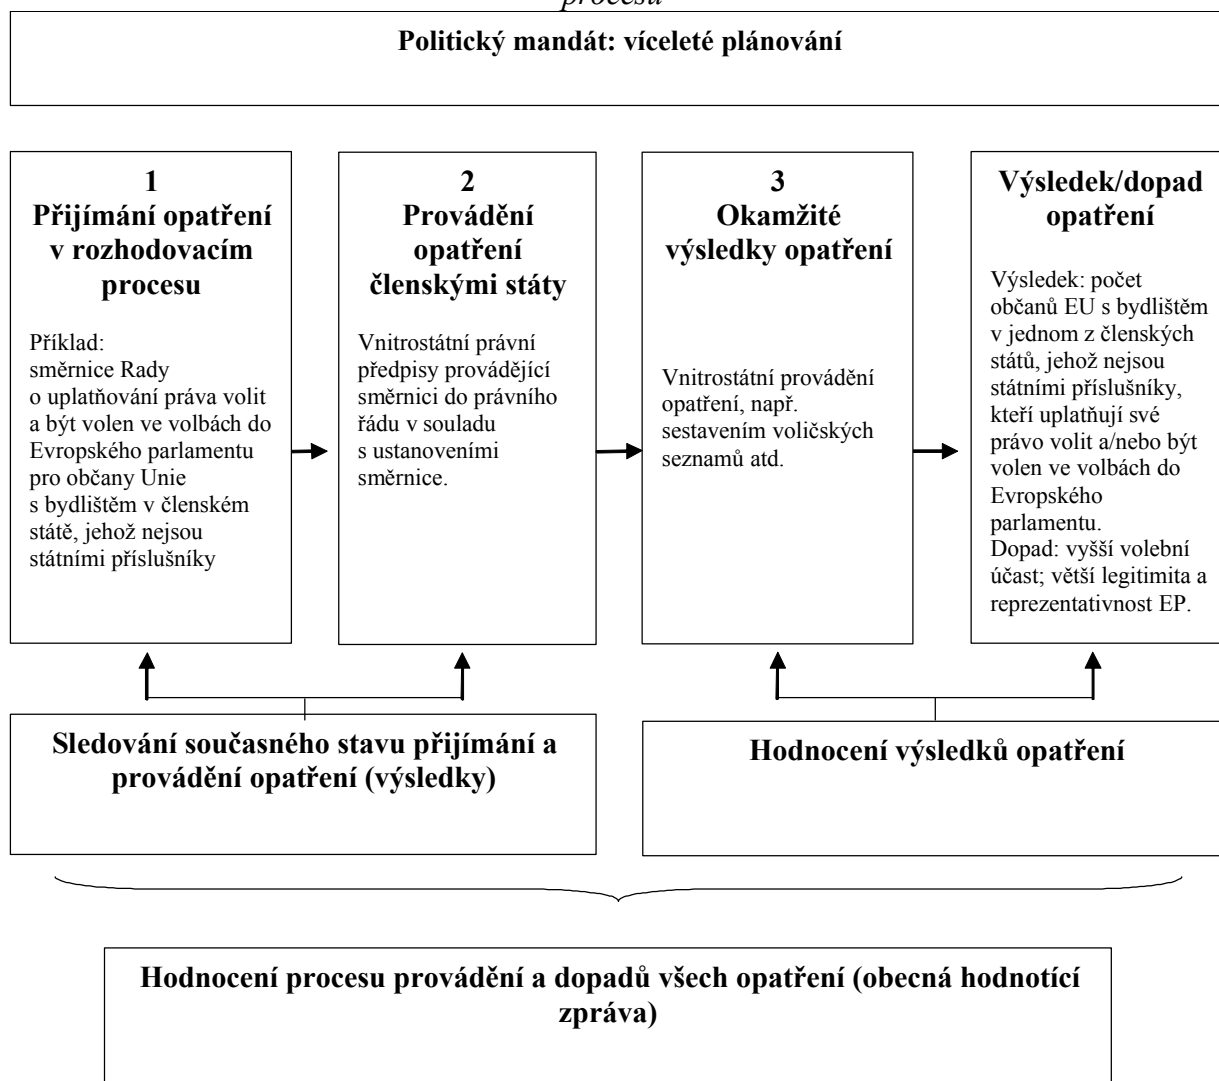 procesu
Politický mandát: víceleté plánování
1
Přijímání opatření
v rozhodovacím
procesu
Příklad:
směrnice Rady
o uplatňování práva volit
a být volen ve volbách do
Evropského parlamentu
pro občany Unie
s bydlištěm v členském
státě, jehož nejsou
státními příslušníky
2
Provádění
opatření
členskými státy
Vnitrostátní právní
předpisy provádějící
směrnici do právního
řádu v souladu
s ustanoveními
směrnice.
3
Okamžité
výsledky opatření
Vnitrostátní provádění
opatření, např.
sestavením voličských
seznamů atd.
Výsledek/dopad
opatření
Výsledek: počet
občanů EU s bydlištěm
v jednom z členských
států, jehož nejsou
státními příslušníky,
kteří uplatňují své
právo volit a/nebo být
volen ve volbách do
Evropského
parlamentu.
Dopad: vyšší volební
účast; větší legitimita a
reprezentativnost EP.
Sledování současného stavu přijímání a
provádění opatření (výsledky)
Hodnocení výsledků opatření
Hodnocení procesu provádění a dopadů všech opatření (obecná hodnotící
zpráva)